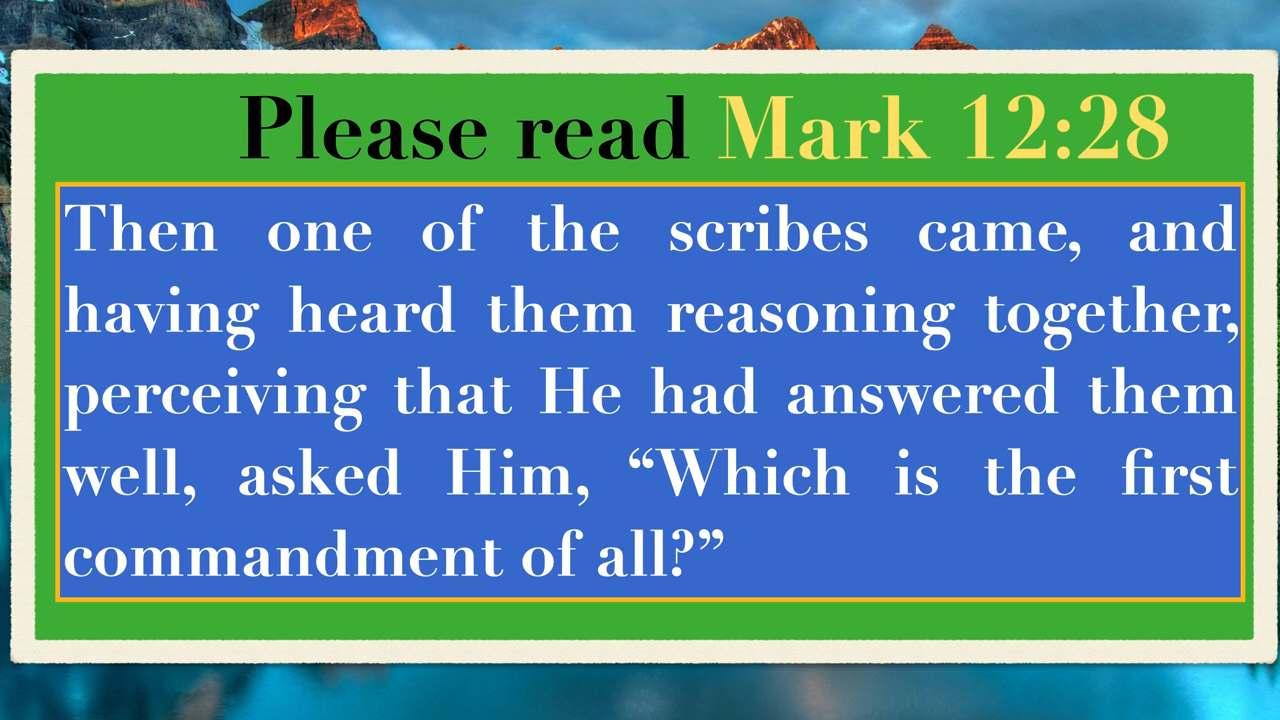 Please read Mark 12:28
Then one of the scribes came, and
having heard them reasoning together,
perceiving that He had answered them
well, asked Him, “Which is the first
commandment of all?”